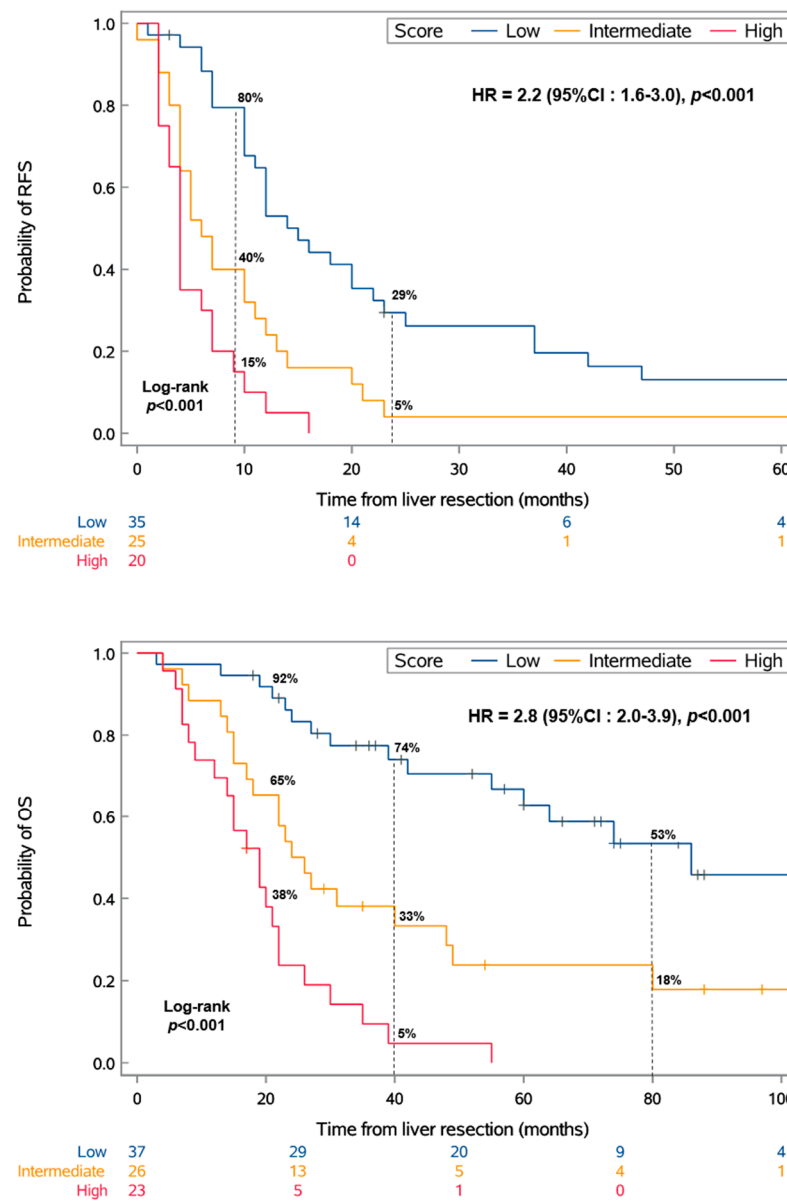 Score Low Intermediate High
HR = 2.2 (95%CI : 1.6-3.0), p<0.001
Probability of RFS
1.0
0.8
0.6
0.4
0.2
0.0
80%
40%
15%
29%
5%
Log-rank
p<0.001
0 10 20 30 40 50 60
Time from liver resection (months)
Low 35 14 6 4
Intermediate 25 4 1 1
High 20 0
Score Low Intermediate High
HR = 2.8 (95%CI : 2.0-3.9), p<0.001
Probability of OS
1.0
0.8
0.6
0.4
0.2
0.0
92%
74%
65%
53%
38%
33%
18%
5%
Log-rank
p<0.001
0 20 40 60 80 100
Time from liver resection (months)
Low 37 29 20 9 4
Intermediate 26 13 5 4 1
High 23 5 1 0